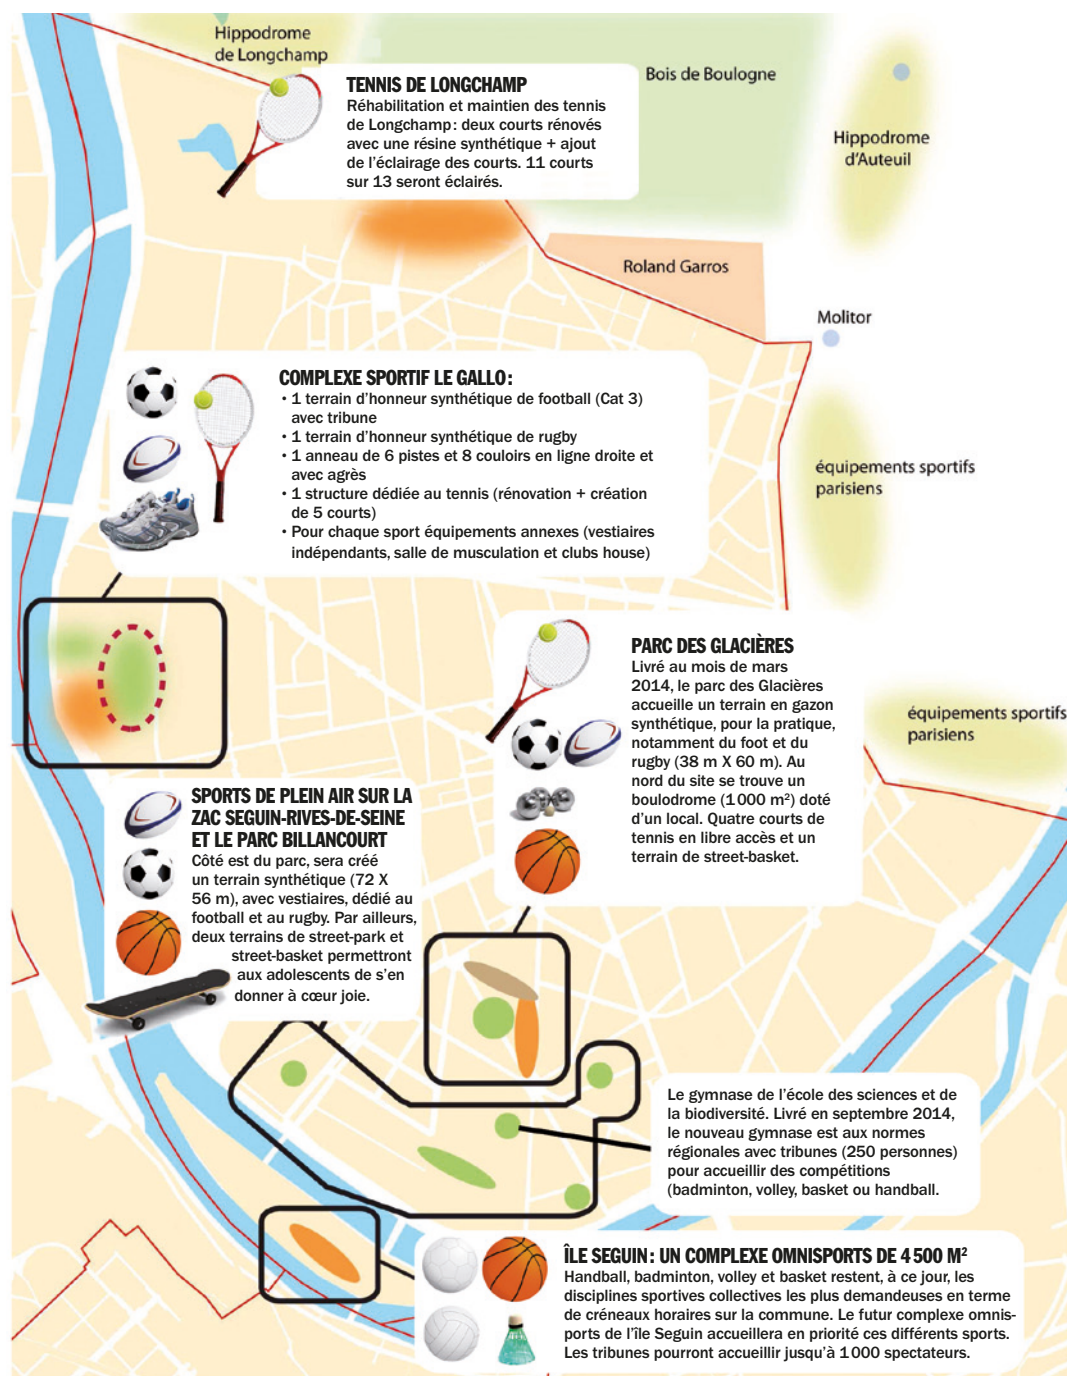 Hippodrome
de Longchamp
Bois de Boulogne
Hippodrome
d'Auteuil
TENNIS DE LONGCHAMP
Réhabilitation et maintien des tennis
de Longchamp : deux courts rénovés
avec une résine synthétique + ajout
de l'éclairage des courts. 11 courts
sur 13 seront éclairés.
Roland Garros
Molitor
COMPLEXE SPORTIF LE GALLO :
• 1 terrain d'honneur synthétique de football (Cat 3)
avec tribune
• 1 terrain d'honneur synthétique de rugby
• 1 anneau de 6 pistes et 8 couloirs en ligne droite et
avec agrès
• 1 structure dédiée au tennis (rénovation + création
de 5 courts)
• Pour chaque sport équipements annexes (vestiaires
indépendants, salle de musculation et clubs house)
équipements sportifs
parisiens
PARC DES GLACIÈRES
Livré au mois de mars
2014, le parc des Glacières
accueille un terrain en gazon
synthétique, pour la pratique,
notamment du foot et du
rugby (38 m X 60 m). Au
nord du site se trouve un
boulodrome (1 000 m²) doté
d'un local. Quatre courts de
tennis en libre accès et un
terrain de street-basket.
équipements sportifs
parisiens
SPORTS DE PLEIN AIR SUR LA
ZAC SEGUIN-RIVES-DE-SEINE
ET LE PARC BILLANCOURT
Côté est du parc, sera créé
un terrain synthétique (72 X
56 m), avec vestiaires, dédié au
football et au rugby. Par ailleurs,
deux terrains de street-park et
street-basket permettront
aux adolescents de s'en
donner à cœur joie.
Le gymnase de l'école des sciences et de
la biodiversité. Livré en septembre 2014,
le nouveau gymnase est aux normes
régionales avec tribunes (250 personnes)
pour accueillir des compétitions
(badminton, volley, basket ou handball.
ÎLE SEGUIN : UN COMPLEXE OMNISPORTS DE 4 500 M²
Handball, badminton, volley et basket restent, à ce jour, les
disciplines sportives collectives les plus demandeuses en terme
de créneaux horaires sur la commune. Le futur complexe omnis-
ports de l'île Seguin accueillera en priorité ces différents sports.
Les tribunes pourront accueillir jusqu'à 1 000 spectateurs.